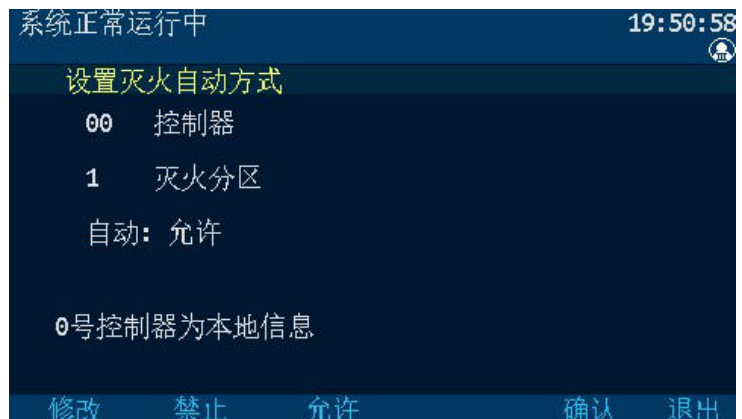 系统正常运行中 19:50:58
设置灭火自动方式
00 控制器
1 灭火分区
自动: 允许
0号控制器为本地信息
修改 禁止 允许 确认 退出